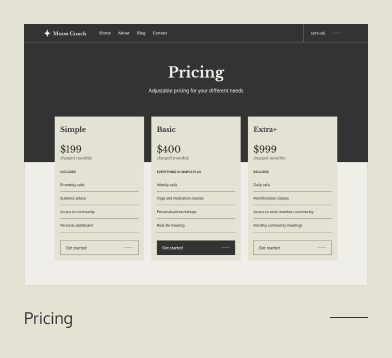 Moon Coach
Home About Blog Contact
Let's call
Pricing
Adjustable pricing for your different needs
Simple
$199
charged monthly
INCLUDES
Bi-weekly calls
Business advice
Access to community
Personal dashboard
Get started
Basic
$400
charged monthly
EVERYTHING IN SIMPLE PLUS
Weekly calls
Yoga and meditation classes
Personalized workshops
Real life meeting
Get started
Extra+
$999
charged monthly
INCLUDES
Daily calls
Manifestation classes
Access to extra members community
Monthly community meetings
Get started
Pricing